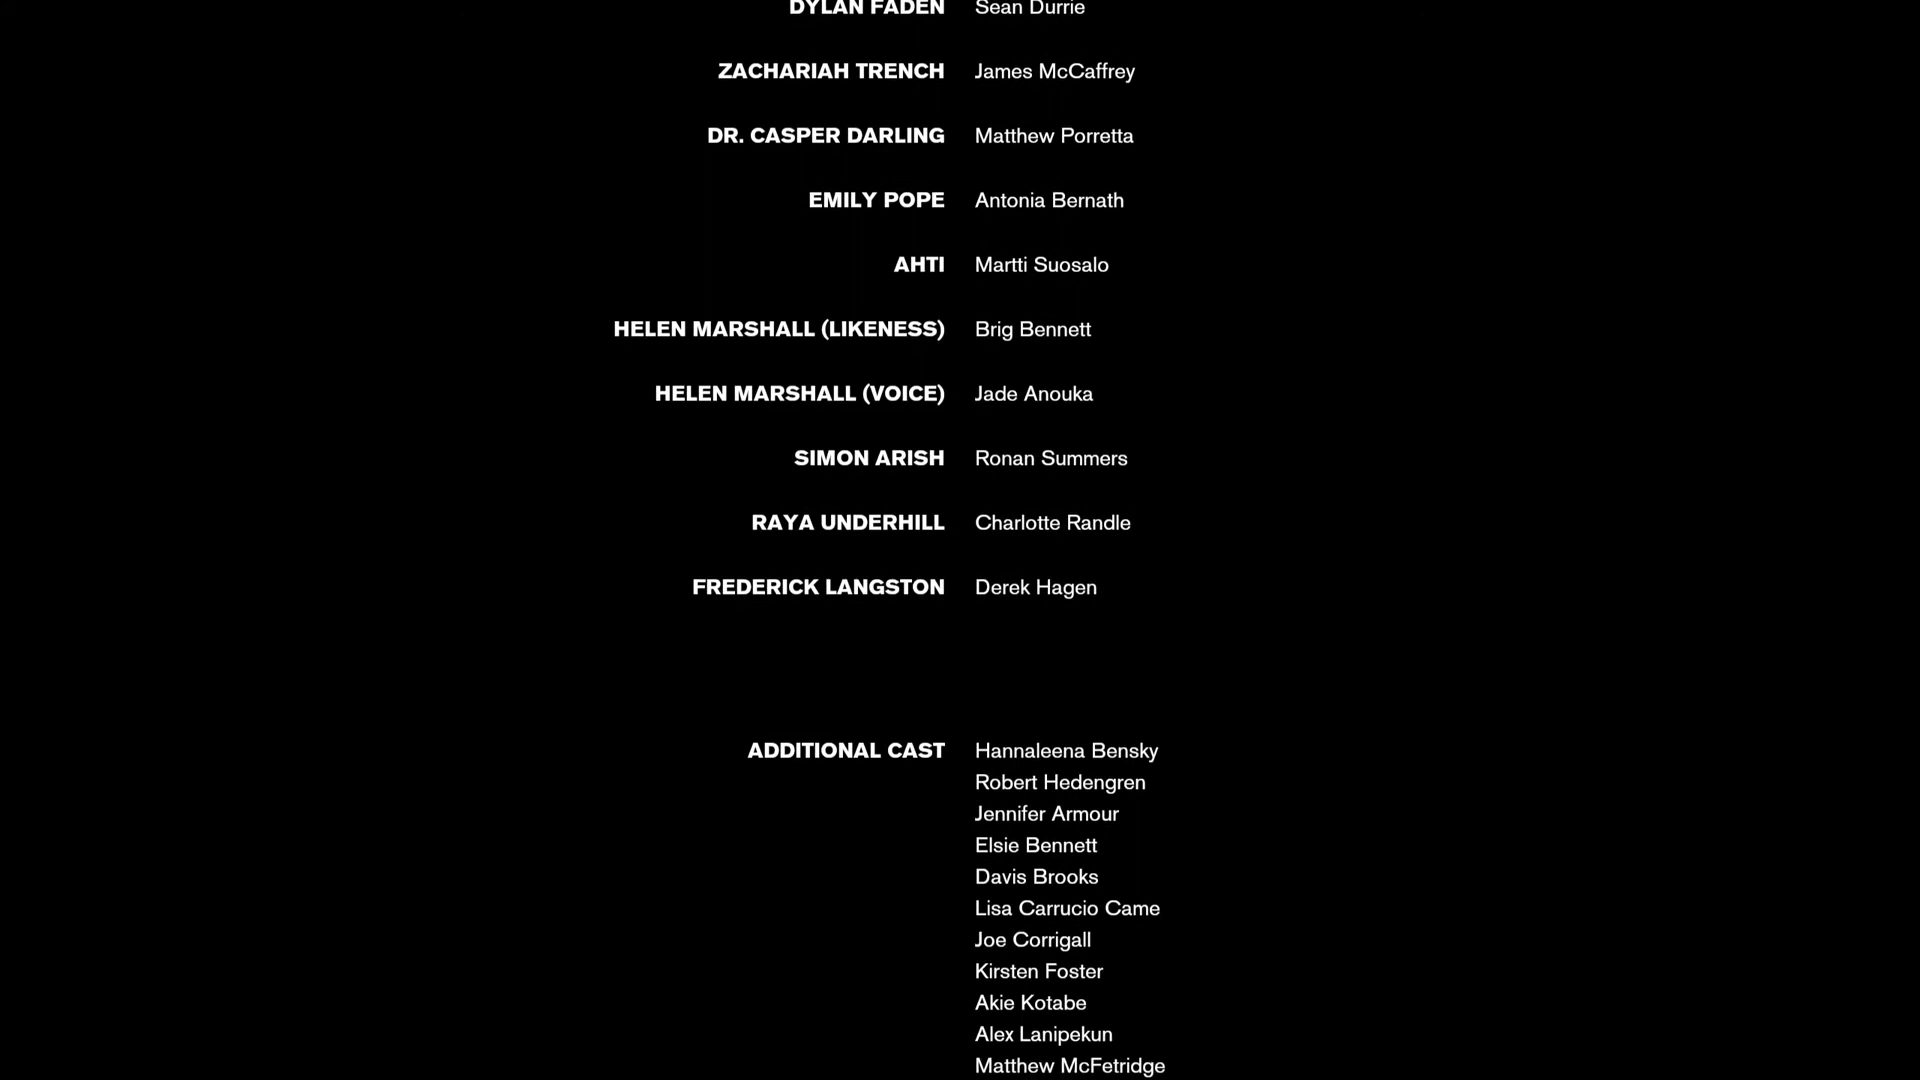 DYLAN FADEN Sean Durrie
ZACHARIAH TRENCH James McCaffrey
DR. CASPER DARLING Matthew Porretta
EMILY POPE Antonia Bernath
AHTI Martti Suosalo
HELEN MARSHALL (LIKENESS) Brig Bennett
HELEN MARSHALL (VOICE) Jade Anouka
SIMON ARISH Ronan Summers
RAYA UNDERHILL Charlotte Randle
FREDERICK LANGSTON Derek Hagen
ADDITIONAL CAST Hannaleena Bensky
Robert Hedengren
Jennifer Armour
Elsie Bennett
Davis Brooks
Lisa Carrucio Came
Joe Corrigall
Kirsten Foster
Akie Kotabe
Alex Lanipekun
Matthew McFetridge